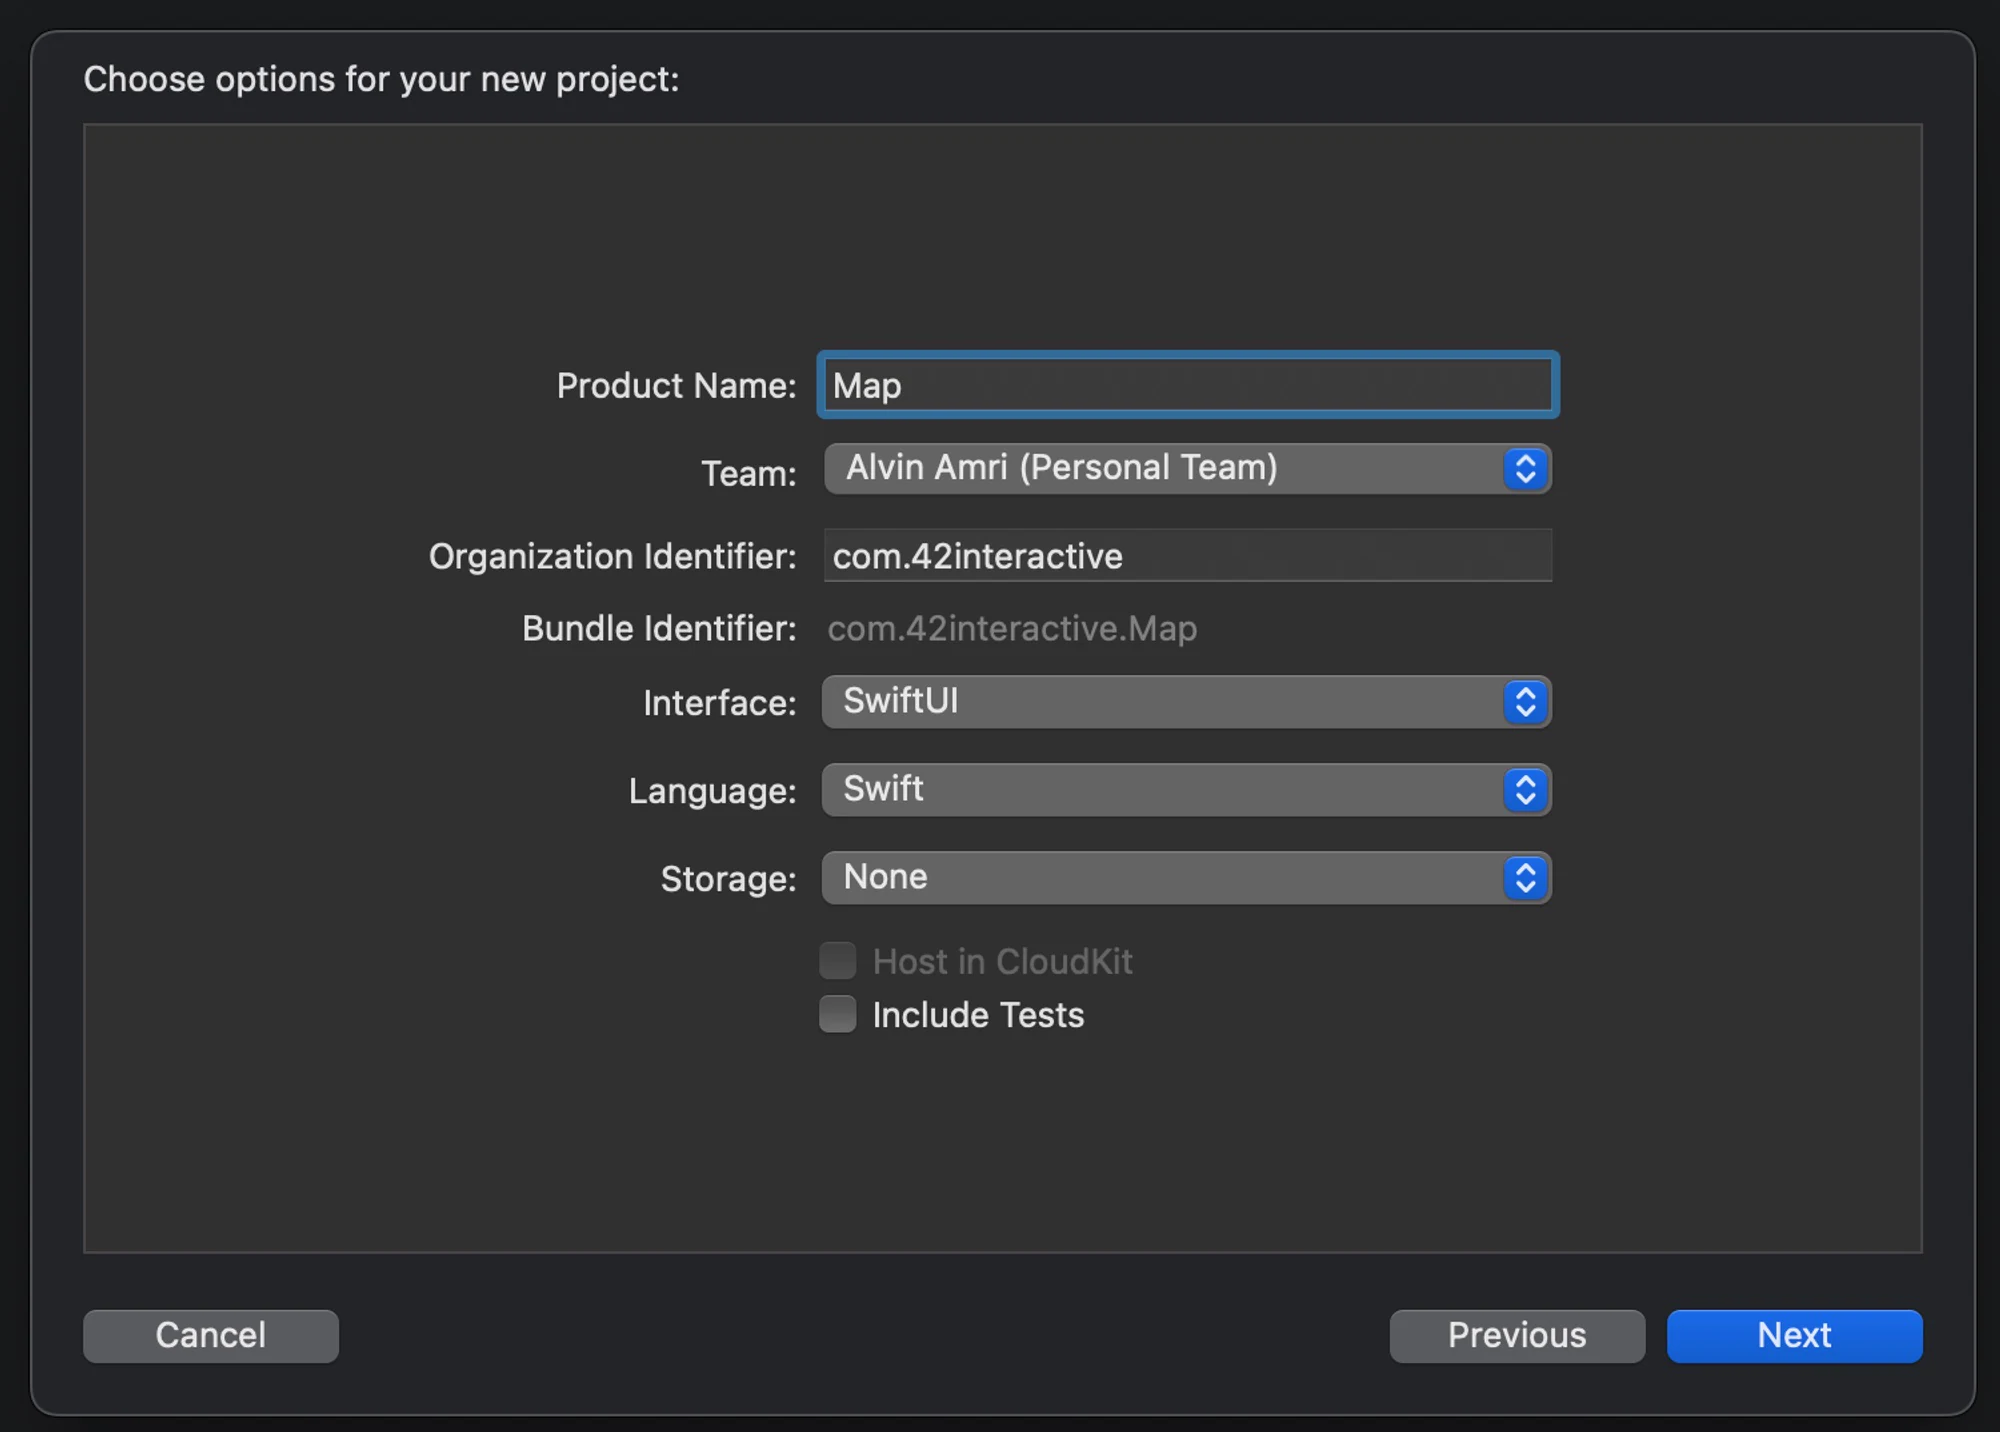 Choose options for your new project:
Product Name: Map
Team: Alvin Amri (Personal Team)
Organization Identifier: com.42interactive
Bundle Identifier: com.42interactive.Map
Interface: SwiftUI
Language: Swift
Storage: None
Host in CloudKit
Include Tests
Cancel Previous Next